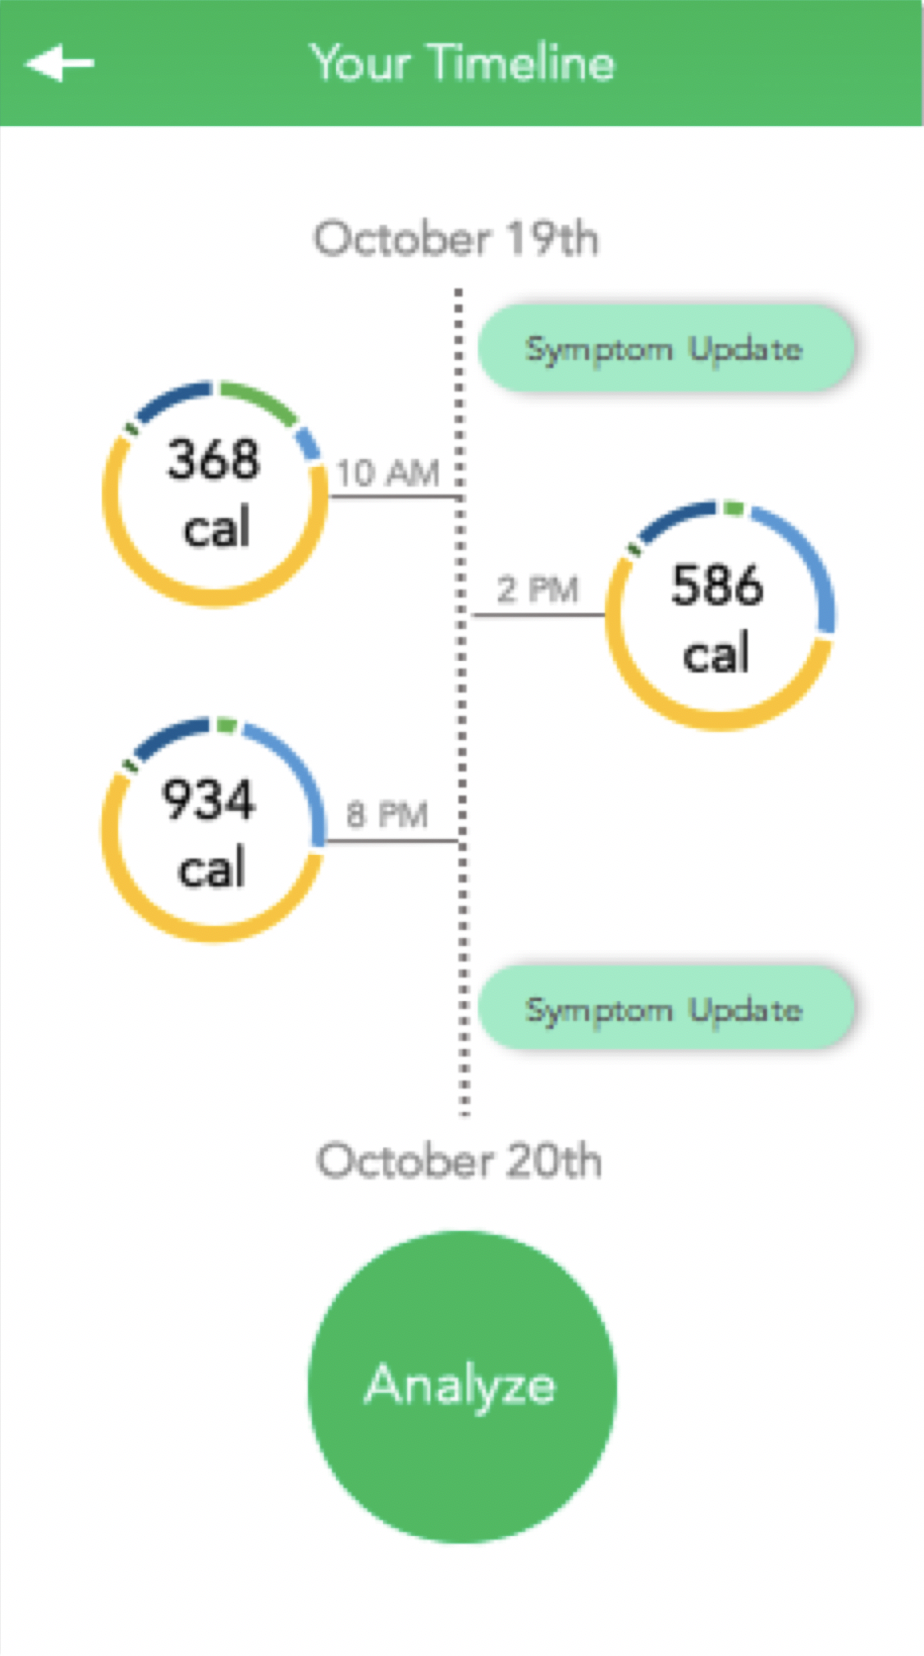 Your Timeline
October 19th
Symptom Update
368
cal
10 AM
2 PM
586
cal
934
cal
8 PM
Symptom Update
October 20th
Analyze